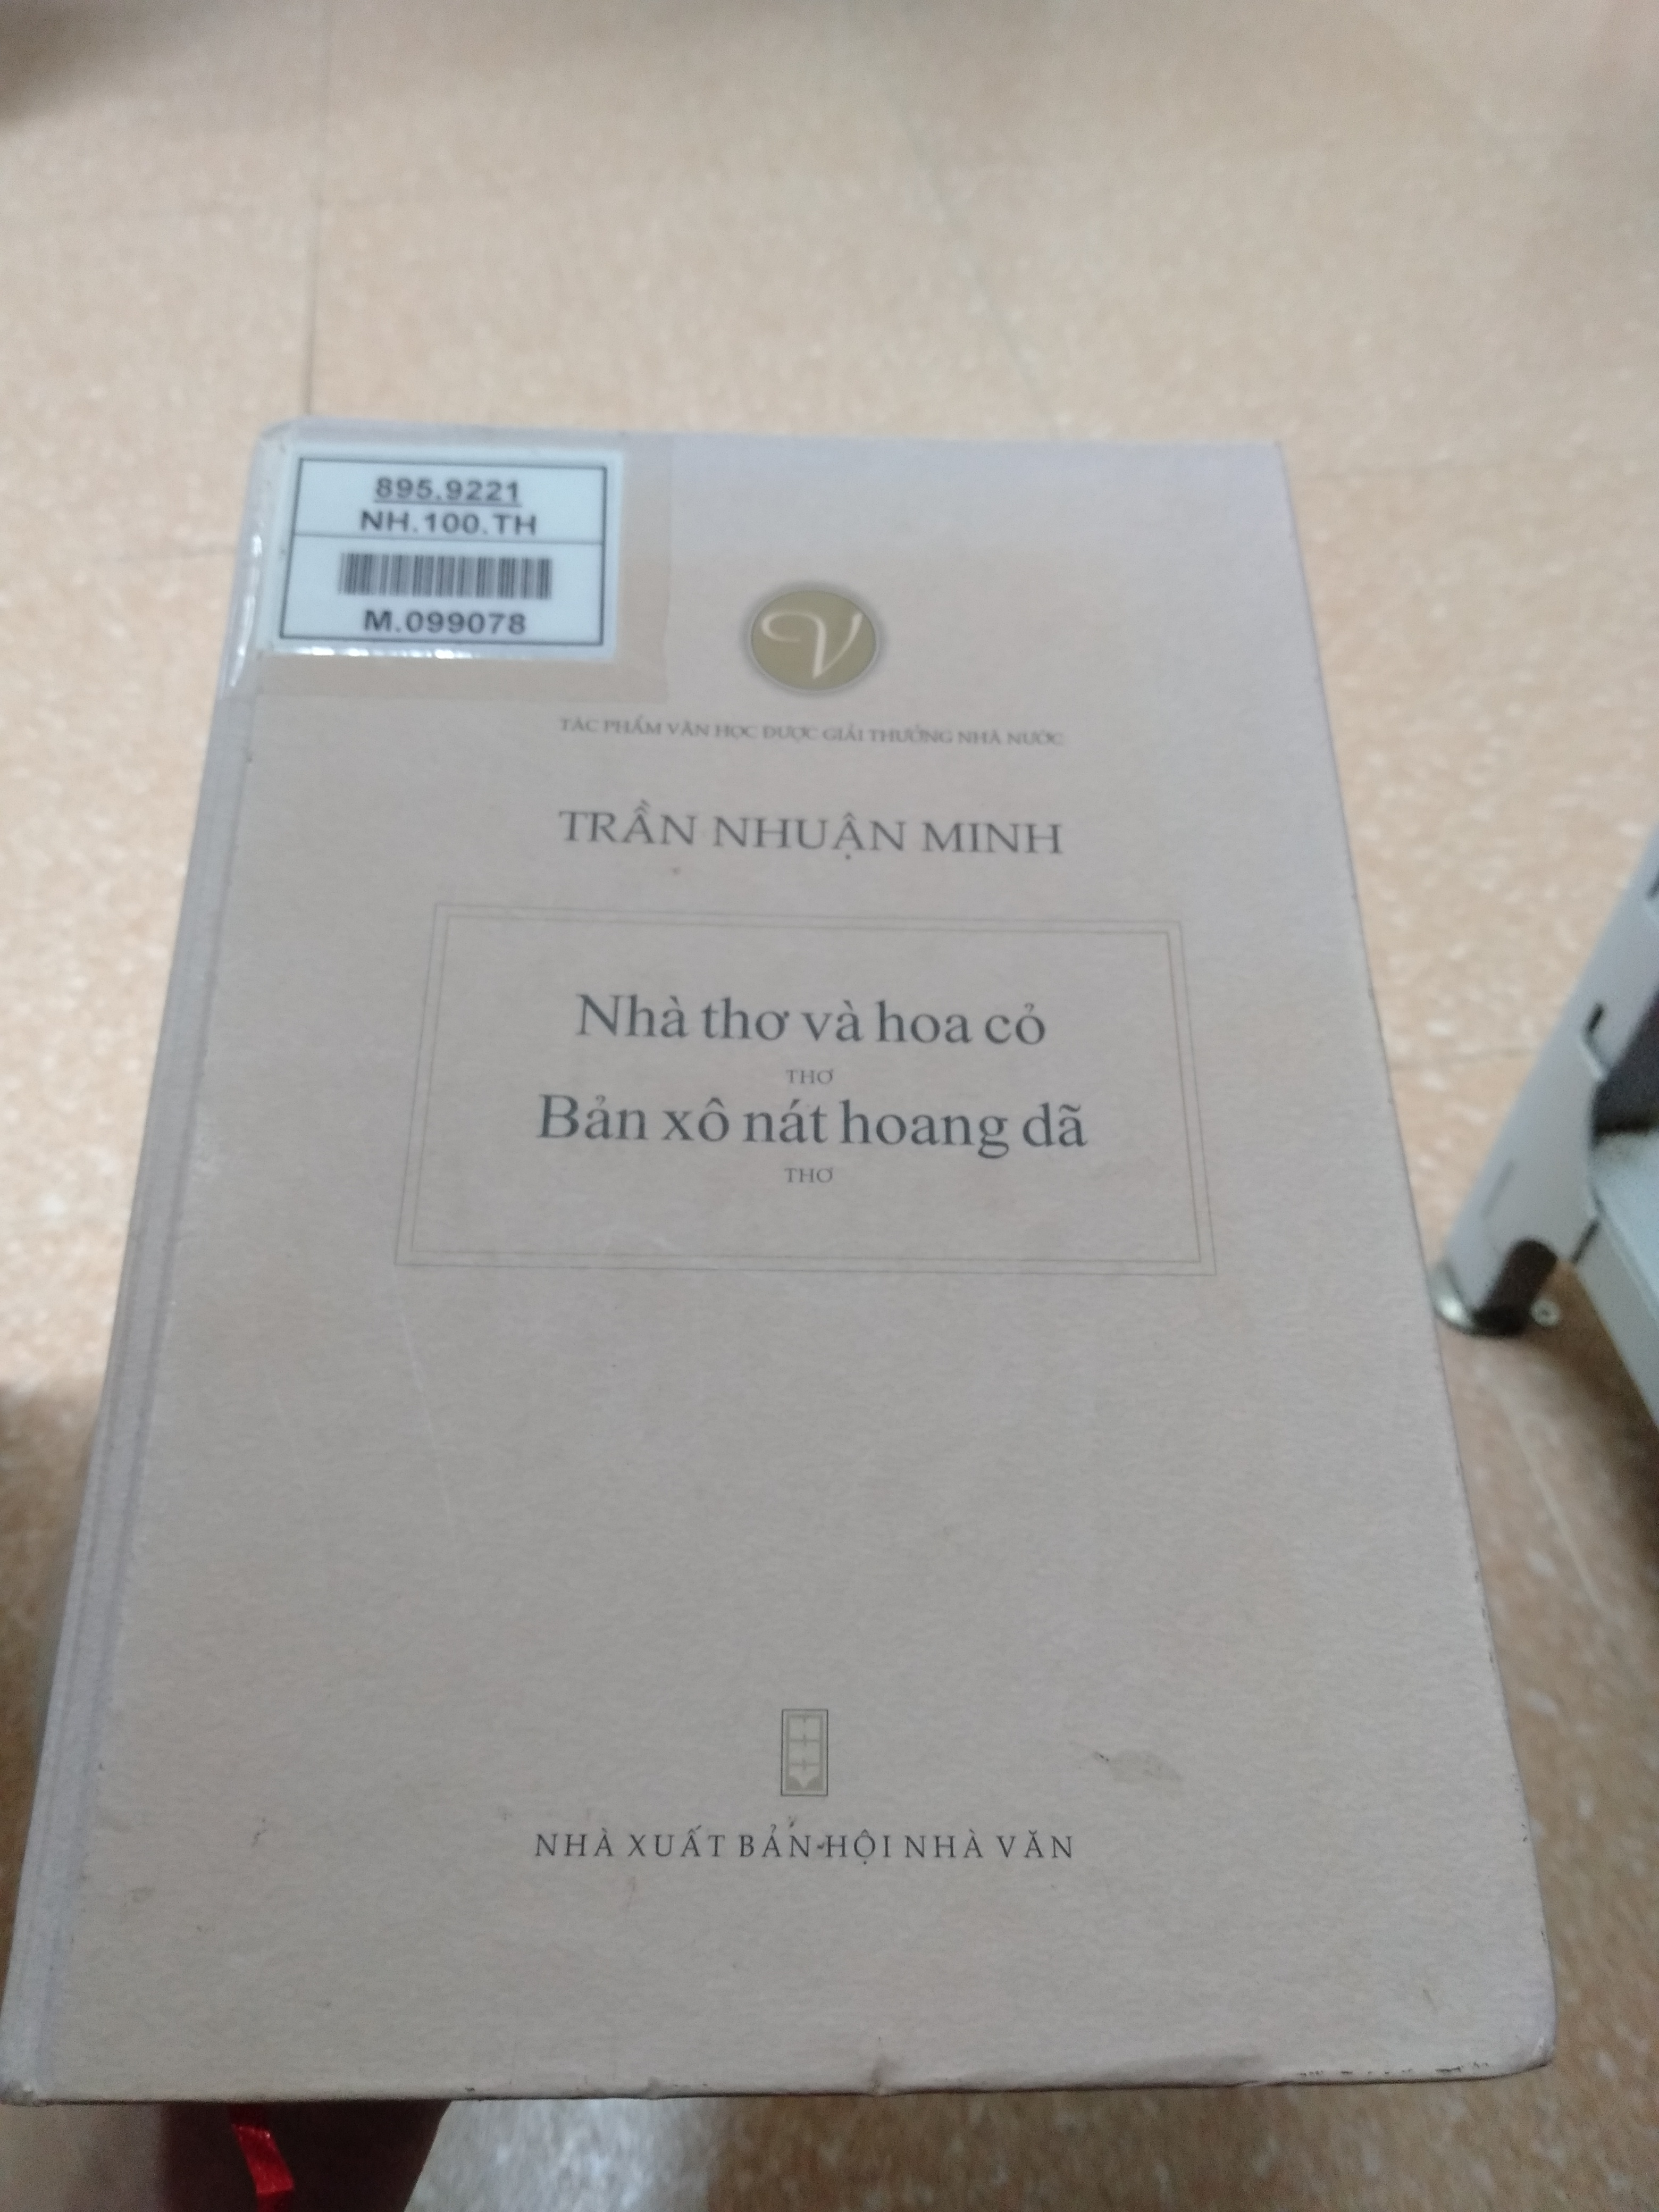 895.9221
NH.100.TH
M.099078
V
TÁC PHẨM VĂN HỌC ĐƯỢC GIẢI THƯỞNG NHÀ NƯỚC
TRẦN NHUẬN MINH
Nhà thơ và hoa cỏ
THƠ
Bản xô nát hoang dã
THƠ
NHÀ XUẤT BẢN HỘI NHÀ VĂN